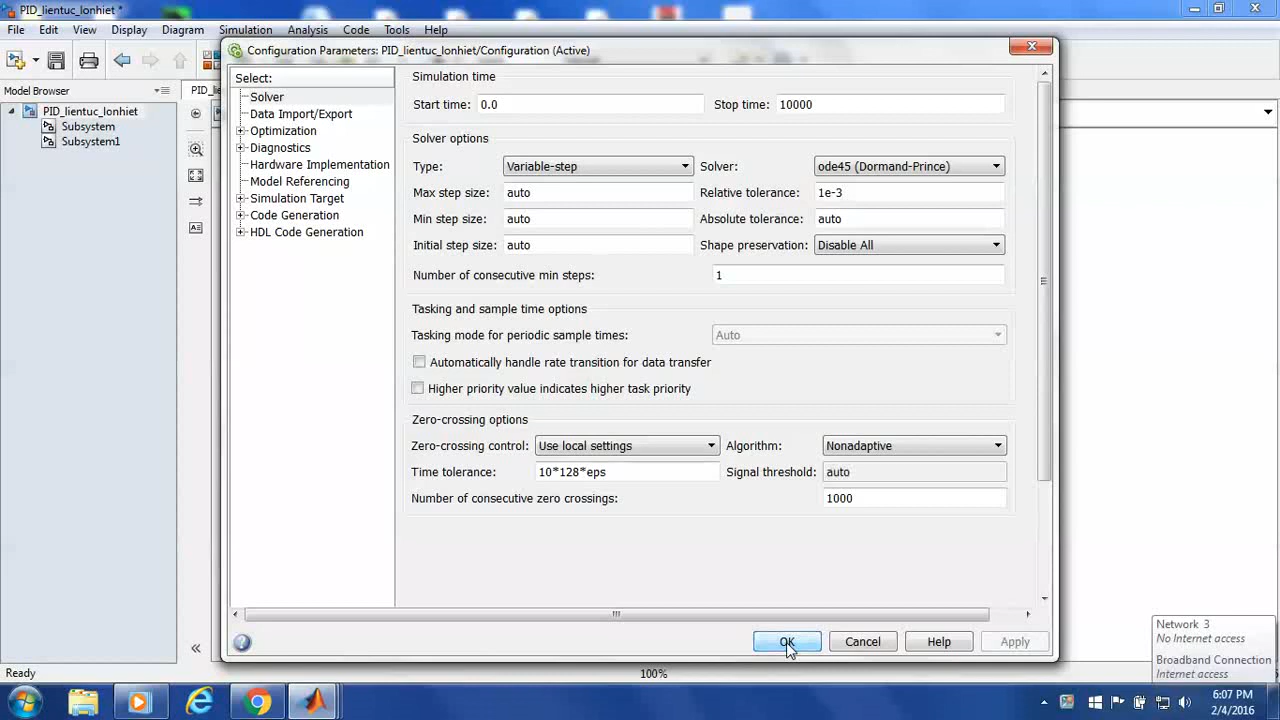 PID_lientuc_lonhiet *
File Edit View Display Diagram Simulation Analysis Code Tools Help
Configuration Parameters: PID_lientuc_lonhiet/Configuration (Active)
Model Browser
PID_lie
PID_lientuc_lonhiet
Subsystem
Subsystem1
Select:
Solver
Data Import/Export
Optimization
Diagnostics
Hardware Implementation
Model Referencing
Simulation Target
Code Generation
HDL Code Generation
Simulation time
Start time: 0.0 Stop time: 10000
Solver options
Type: Variable-step Solver: ode45 (Dormand-Prince)
Max step size: auto Relative tolerance: 1e-3
Min step size: auto Absolute tolerance: auto
Initial step size: auto Shape preservation: Disable All
Number of consecutive min steps: 1
Tasking and sample time options
Tasking mode for periodic sample times: Auto
Automatically handle rate transition for data transfer
Higher priority value indicates higher task priority
Zero-crossing options
Zero-crossing control: Use local settings Algorithm: Nonadaptive
Time tolerance: 10*128*eps Signal threshold: auto
Number of consecutive zero crossings: 1000
OK Cancel Help Apply
Network 3
No Internet access
Broadband Connection
Internet access
Ready 100%
6:07 PM
2/4/2016